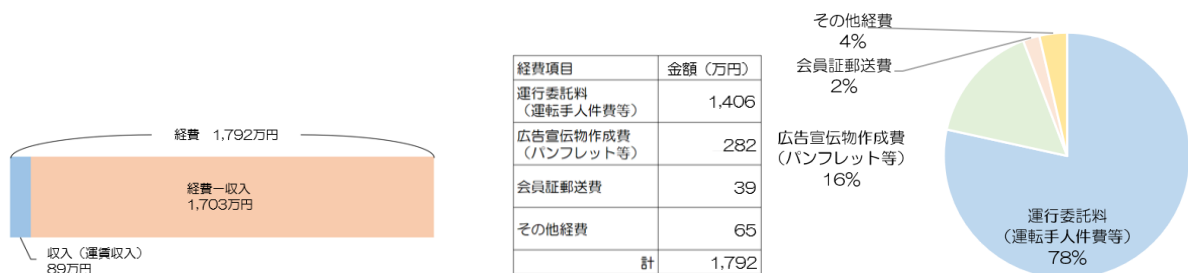 経費 1,792万円
経費ー収入
1,703万円
収入（運賃収入）
89万円
経費項目 金額（万円）
運行委託料
（運転手人件費等） 1,406
広告宣伝物作成費
（パンフレット等） 282
会員証郵送費 39
その他経費 65
計 1,792
その他経費
4%
会員証郵送費
2%
広告宣伝物作成費
（パンフレット等）
16%
運行委託料
（運転手人件費等）
78%